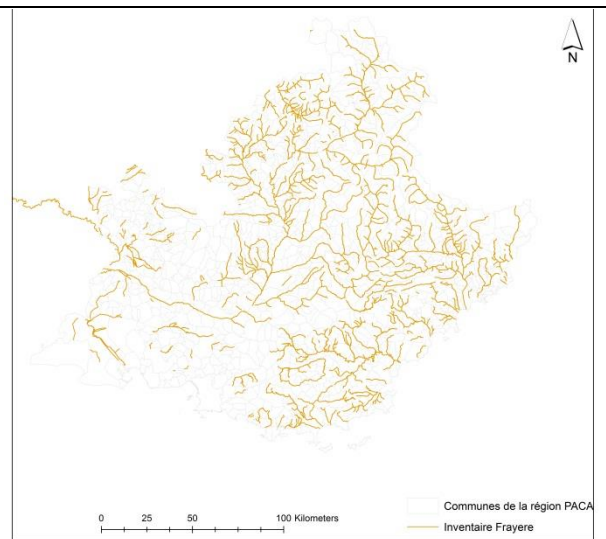 N
0 25 50 100 Kilometers
Communes de la région PACA
Inventaire Frayere